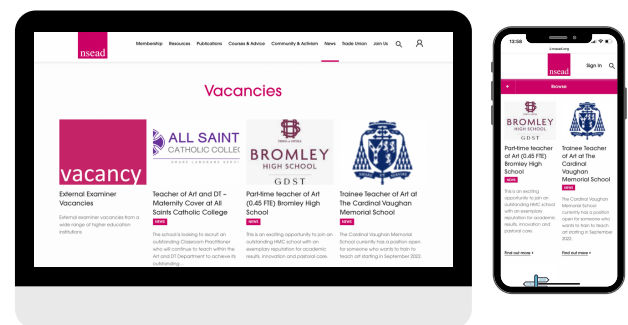 nsead
Membership Resources Publications Courses & Advice Community & Activism News Trade Union Join Us
Vacancies
vacancy
External Examiner
Vacancies
External examiner vacancies from a
wide-range of higher education
institutions
ALL SAINT
CATHOLIC COLLEC
Teacher of Art and DT –
Maternity Cover at All
Saints Catholic College
NEWS
The school is looking to recruit an
outstanding Classroom Practitioner
who will continue to teach within the
Art and DT Department to achieve its
outstanding ...
BROMLEY
HIGH SCHOOL
GDST
Part-time teacher of Art
(0.45 FTE) Bromley High
School
NEWS
This is an exciting opportunity to join an
outstanding HMC school with an
exemplary reputation for academic
results, innovation and pastoral care.
Trainee Teacher of Art at
The Cardinal Vaughan
Memorial School
NEWS
The Cardinal Vaughan Memorial
School currently has a position open
for someone who wants to train to
teach art starting in September 2022.
13:58
nsead
Sign In
+ Browse
BROMLEY
HIGH SCHOOL
GDST
Part-time teacher
of Art (0.45 FTE)
Bromley High
School
NEWS
This is an exciting
opportunity to join an
outstanding HMC school
with an exemplary
reputation for academic
results, innovation and
pastoral care.
Find out more >
Trainee Teacher
of Art at The
Cardinal Vaughan
Memorial School
NEWS
The Cardinal Vaughan
Memorial School
currently has a position
open for someone who
wants to train to teach
art starting in September
2022.
Find out more >